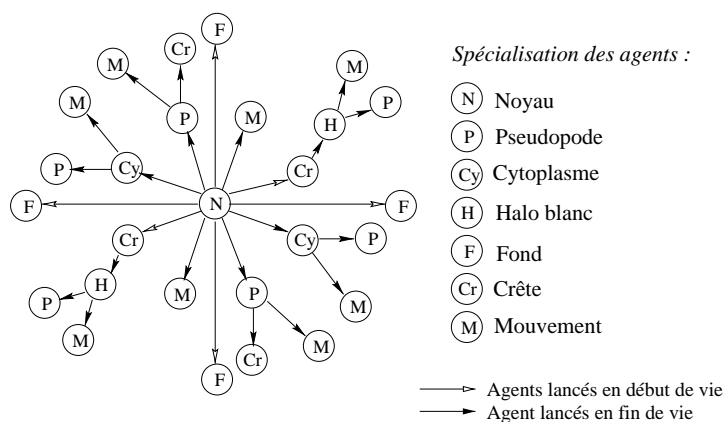 F
Cr
M
M
M
P
M
P
H
Cr
P
Cy
F
N
F
Cr
Cy
P
H
P
M
P
M
M
M
Cr
F
Spécialisation des agents :
N Noyau
P Pseudopode
Cy Cytoplasme
H Halo blanc
F Fond
Cr Crête
M Mouvement
Agents lancés en début de vie
Agent lancés en fin de vie